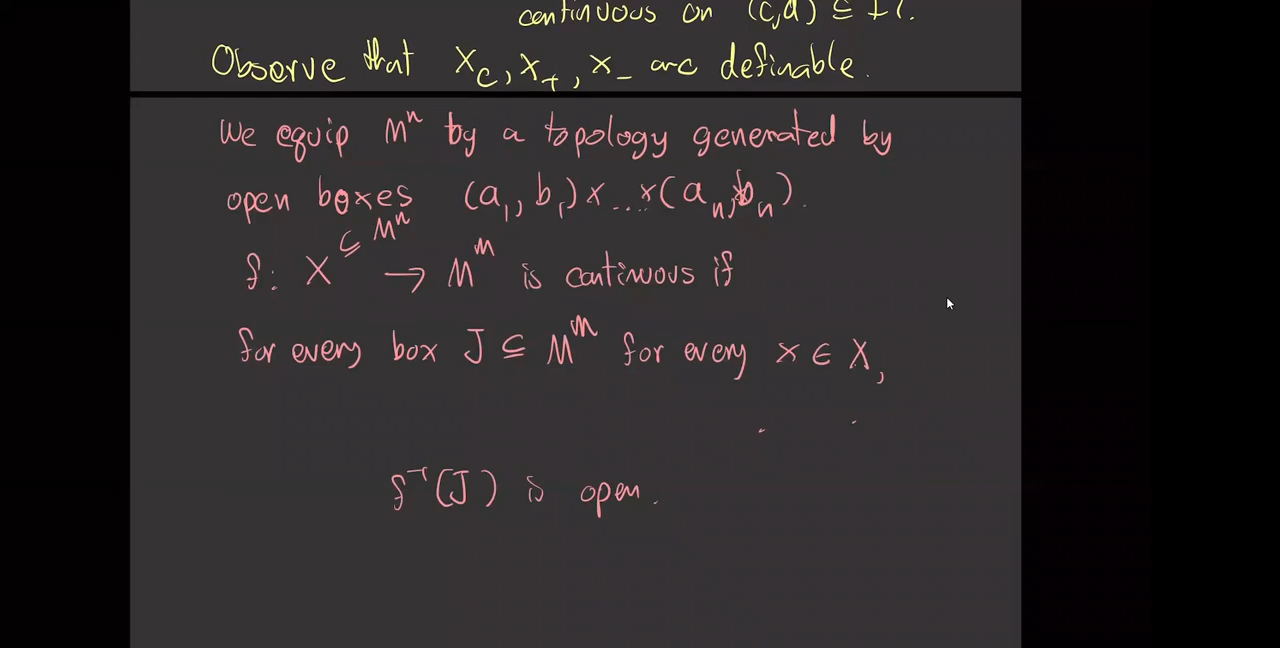 continuous on (c,d) ⊆ I?.
Observe that X_C, X_+, X_- are definable.
We equip M^n by a topology generated by
open boxes (a_1, b_1)×...×(a_n, b_n).
f: X ⊆ M^n → M^m is continuous if
for every box J ⊆ M^m for every x ∈ X,
f^{-1}(J) is open.